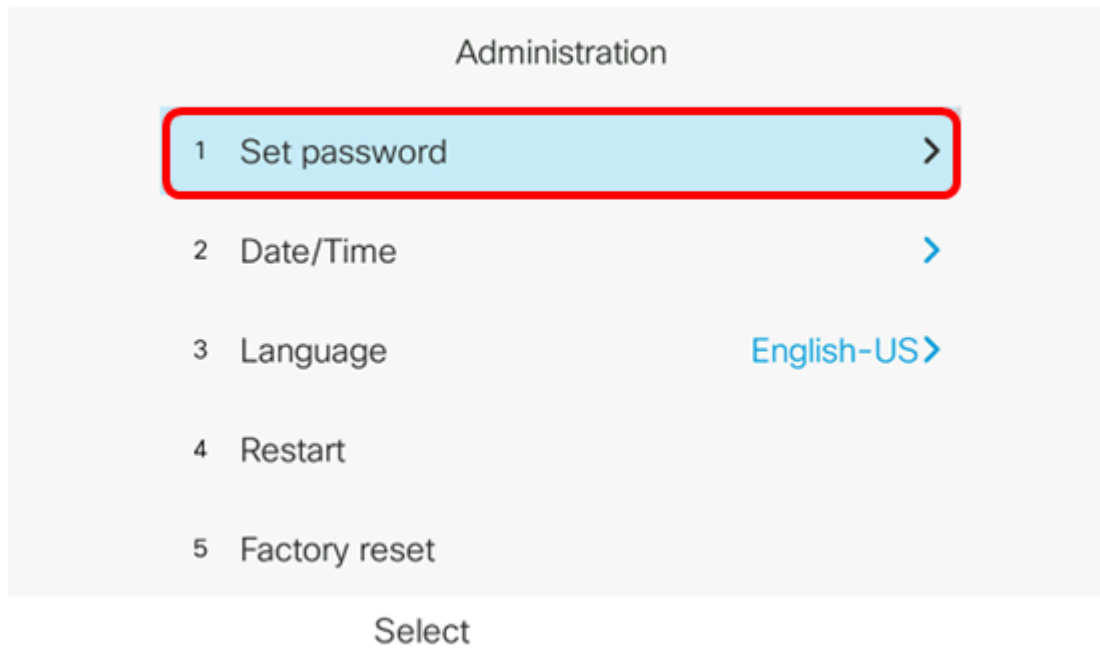 Administration
1 Set password
2 Date/Time
3 Language English-US
4 Restart
5 Factory reset
Select